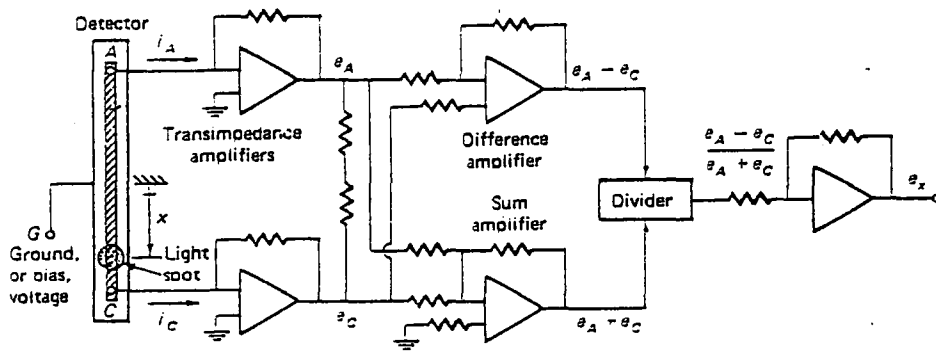 Detector
A
i_A
e_A
Transimpedance
amplifiers
e_A − e_C
Difference
amplifier
e_A − e_C
e_A + e_C
e_x
Divider
x
G
Ground,
or bias,
voltage
Light
spot
C
i_C
e_C
Sum
amplifier
e_A + e_C